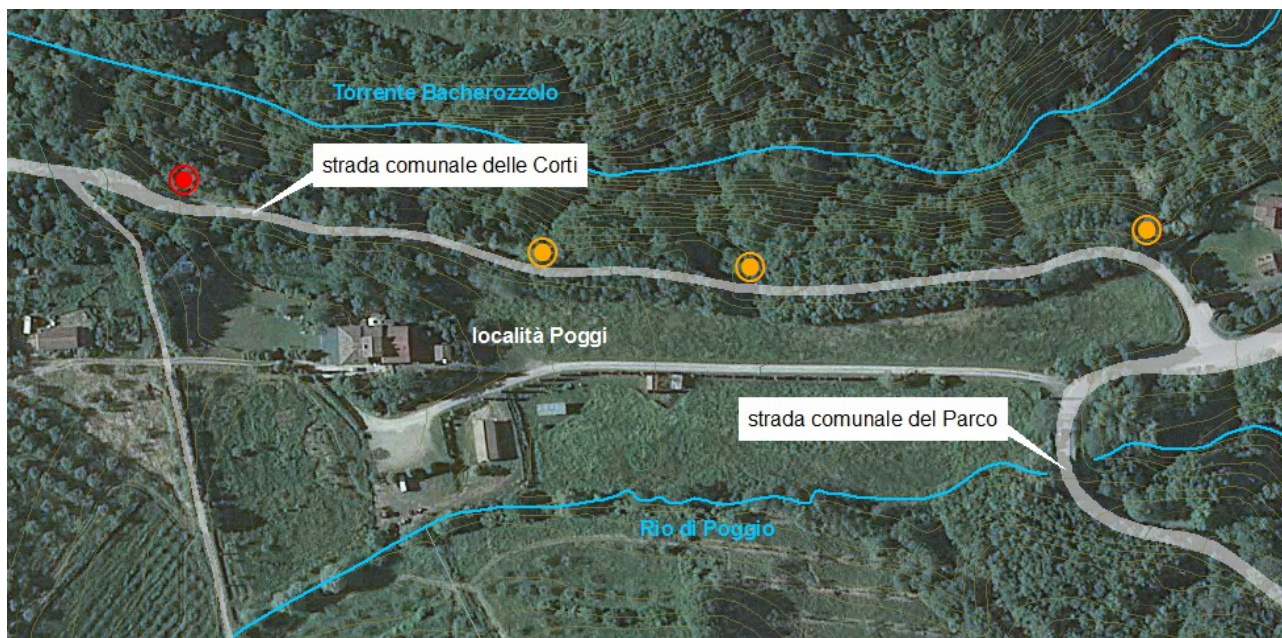 Torrente Bacherozzolo
strada comunale delle Corti
località Poggi
strada comunale del Parco
Rio di Poggio